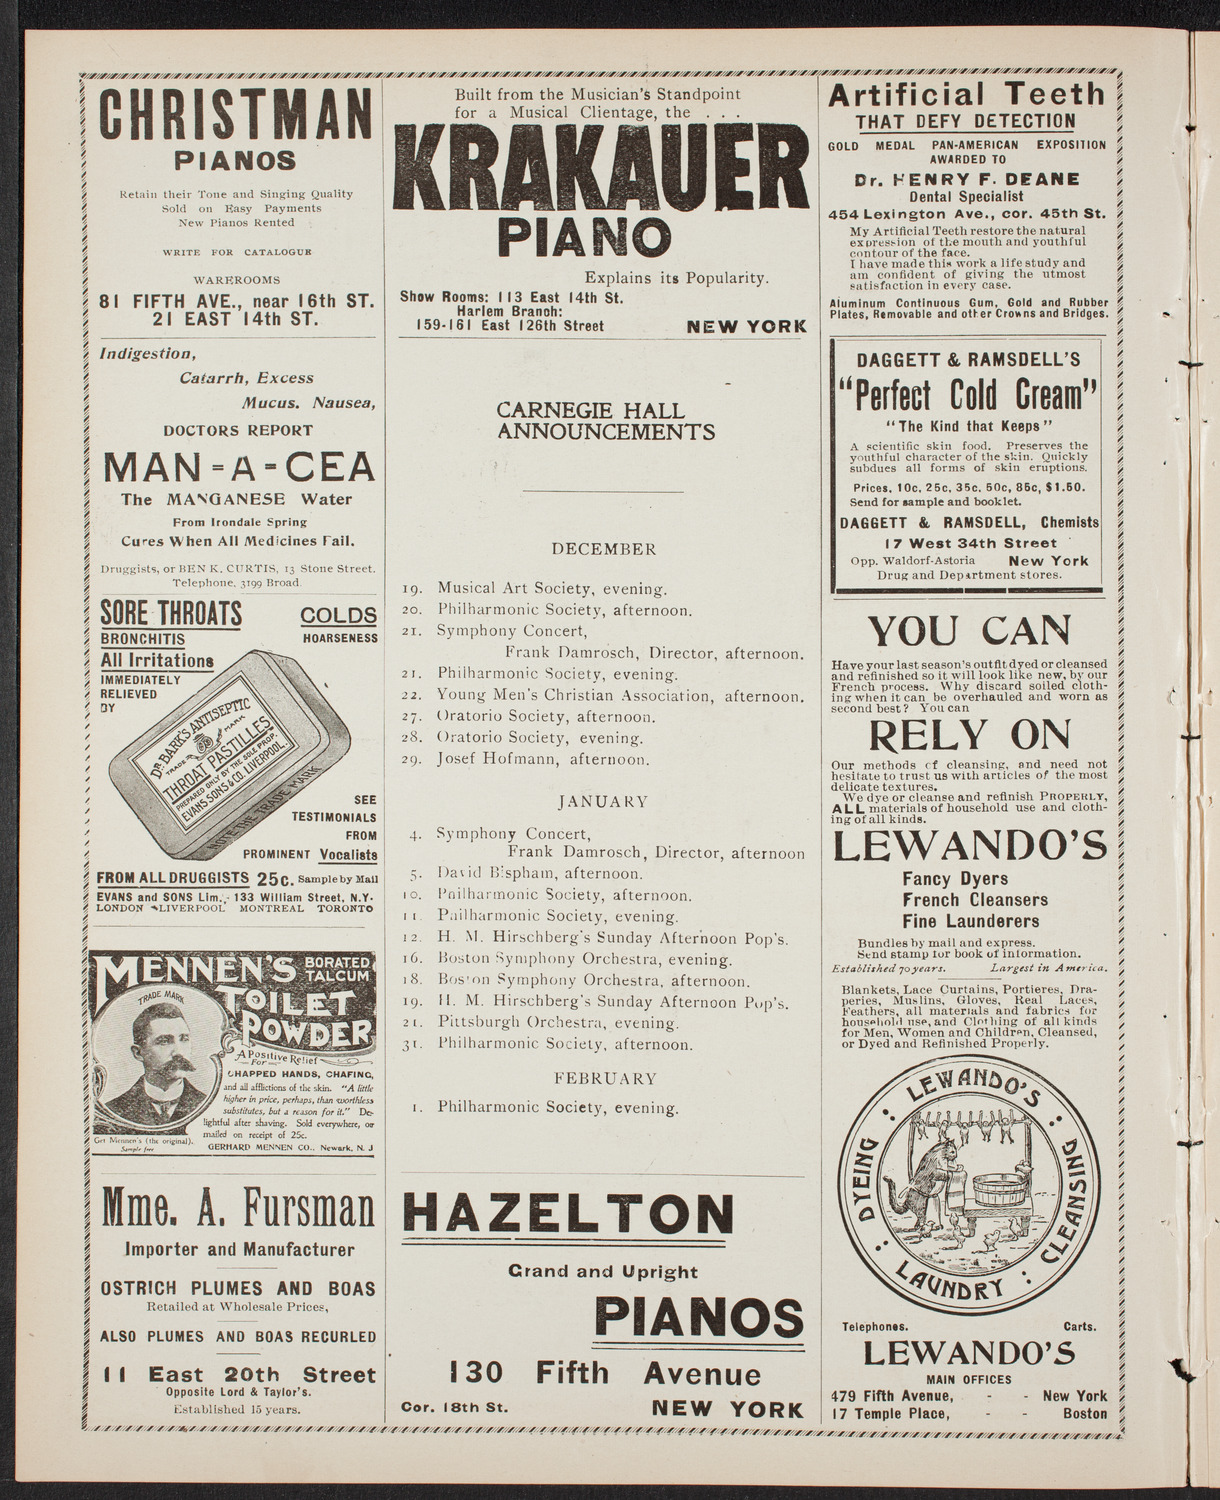 CHRISTMAN
PIANOS
Retain their Tone and Singing Quality
Sold on Easy Payments
New Pianos Rented
WRITE FOR CATALOGUE
WAREROOMS
81 FIFTH AVE., near 16th ST.
21 EAST 14th ST.
Indigestion,
Catarrh, Excess
Mucus. Nausea,
DOCTORS REPORT
MAN-A-CEA
The MANGANESE Water
From Irondale Spring
Cures When All Medicines Fail.
Druggists, or BEN K. CURTIS, 13 Stone Street.
Telephone, 3199 Broad.
SORE THROATS COLDS
BRONCHITIS HOARSENESS
All Irritations
IMMEDIATELY
RELIEVED
BY
DR. BARK'S ANTISEPTIC
TRADE MARK
THROAT PASTILLES
PREPARED ONLY BY THE SOLE PROP.
EVANS SONS & CO. LIVERPOOL.
NOTE THE TRADE MARK
SEE
TESTIMONIALS
FROM
PROMINENT Vocalists
FROM ALL DRUGGISTS 25c. Sample by Mail
EVANS and SONS Lim., - 133 William Street, N.Y.
LONDON LIVERPOOL MONTREAL TORONTO
MENNEN'S BORATED
TALCUM
TOILET
POWDER
TRADE MARK
A Positive Relief
For
CHAPPED HANDS, CHAFING,
and all afflictions of the skin. "A little
higher in price, perhaps, than worthless
substitutes, but a reason for it." De-
lightful after shaving. Sold everywhere, or
mailed on receipt of 25c.
Get Mennen's (the original).
Sample free
GERHARD MENNEN CO., Newark, N. J
Mme. A. Fursman
Importer and Manufacturer
OSTRICH PLUMES AND BOAS
Retailed at Wholesale Prices,
ALSO PLUMES AND BOAS RECURLED
11 East 20th Street
Opposite Lord & Taylor's.
Established 15 years.
Built from the Musician's Standpoint
for a Musical Clientage, the . . .
KRAKAUER
PIANO
Explains its Popularity.
Show Rooms: 113 East 14th St.
Harlem Branch:
159-161 East 126th Street NEW YORK
CARNEGIE HALL
ANNOUNCEMENTS
DECEMBER
19. Musical Art Society, evening.
20. Philharmonic Society, afternoon.
21. Symphony Concert,
Frank Damrosch, Director, afternoon.
21. Philharmonic Society, evening.
22. Young Men's Christian Association, afternoon.
27. Oratorio Society, afternoon.
28. Oratorio Society, evening.
29. Josef Hofmann, afternoon.
JANUARY
4. Symphony Concert,
Frank Damrosch, Director, afternoon
5. David Bispham, afternoon.
10. Philharmonic Society, afternoon.
11. Philharmonic Society, evening.
12. H. M. Hirschberg's Sunday Afternoon Pop's.
16. Boston Symphony Orchestra, evening.
18. Boston Symphony Orchestra, afternoon.
19. H. M. Hirschberg's Sunday Afternoon Pop's.
21. Pittsburgh Orchestra, evening.
31. Philharmonic Society, afternoon.
FEBRUARY
1. Philharmonic Society, evening.
HAZELTON
Grand and Upright
PIANOS
130 Fifth Avenue
Cor. 18th St. NEW YORK
Artificial Teeth
THAT DEFY DETECTION
GOLD MEDAL PAN-AMERICAN EXPOSITION
AWARDED TO
Dr. HENRY F. DEANE
Dental Specialist
454 Lexington Ave., cor. 45th St.
My Artificial Teeth restore the natural
expression of the mouth and youthful
contour of the face.
I have made this work a life study and
am confident of giving the utmost
satisfaction in every case.
Aluminum Continuous Gum, Gold and Rubber
Plates, Removable and other Crowns and Bridges.
DAGGETT & RAMSDELL'S
"Perfect Cold Cream"
"The Kind that Keeps"
A scientific skin food. Preserves the
youthful character of the skin. Quickly
subdues all forms of skin eruptions.
Prices, 10c, 25c, 35c, 50c, 85c, $1.50.
Send for sample and booklet.
DAGGETT & RAMSDELL, Chemists
17 West 34th Street
Opp. Waldorf-Astoria New York
Drug and Department stores.
YOU CAN
Have your last season's outfit dyed or cleansed
and refinished so it will look like new, by our
French process. Why discard soiled cloth-
ing when it can be overhauled and worn as
second best? You can
RELY ON
Our methods of cleansing, and need not
hesitate to trust us with articles of the most
delicate textures.
We dye or cleanse and refinish PROPERLY,
ALL materials of household use and cloth-
ing of all kinds.
LEWANDO'S
Fancy Dyers
French Cleansers
Fine Launderers
Bundles by mail and express.
Send stamp for book of information.
Established 70 years. Largest in America.
Blankets, Lace Curtains, Portieres, Dra-
peries, Muslins, Gloves, Real Laces,
Feathers, all materials and fabrics for
household use, and Clothing of all kinds
for Men, Women and Children, Cleansed,
or Dyed and Refinished Properly.
LEWANDO'S
DYEING
CLEANSING
LAUNDRY
Telephones. Carts.
LEWANDO'S
MAIN OFFICES
479 Fifth Avenue, - - New York
17 Temple Place, - - Boston